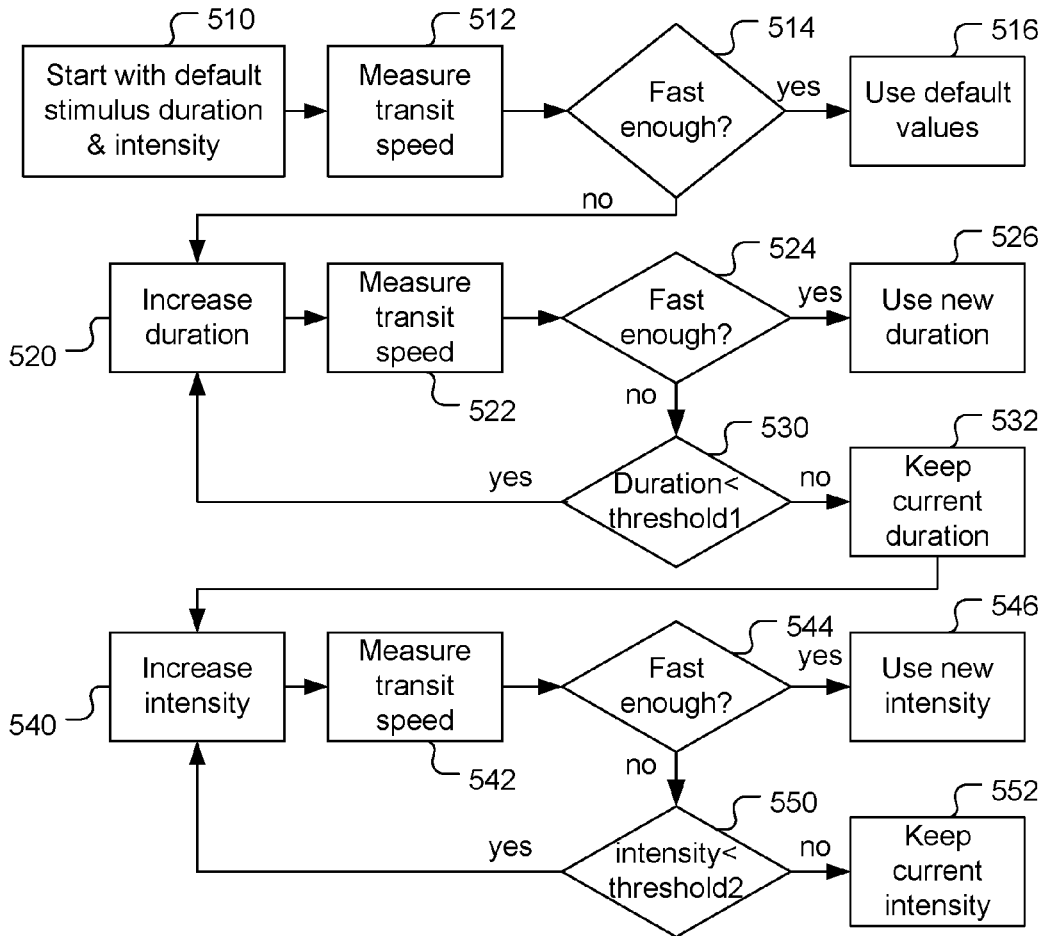 510
512
514
516
Start with default
stimulus duration
& intensity
Measure
transit
speed
Fast
enough?
yes
Use default
values
no
520
Increase
duration
Measure
transit
speed
522
524
Fast
enough?
yes
526
Use new
duration
no
530
Duration<
threshold1
yes
no
532
Keep
current
duration
540
Increase
intensity
Measure
transit
speed
542
544
Fast
enough?
yes
546
Use new
intensity
no
550
intensity<
threshold2
yes
no
552
Keep
current
intensity